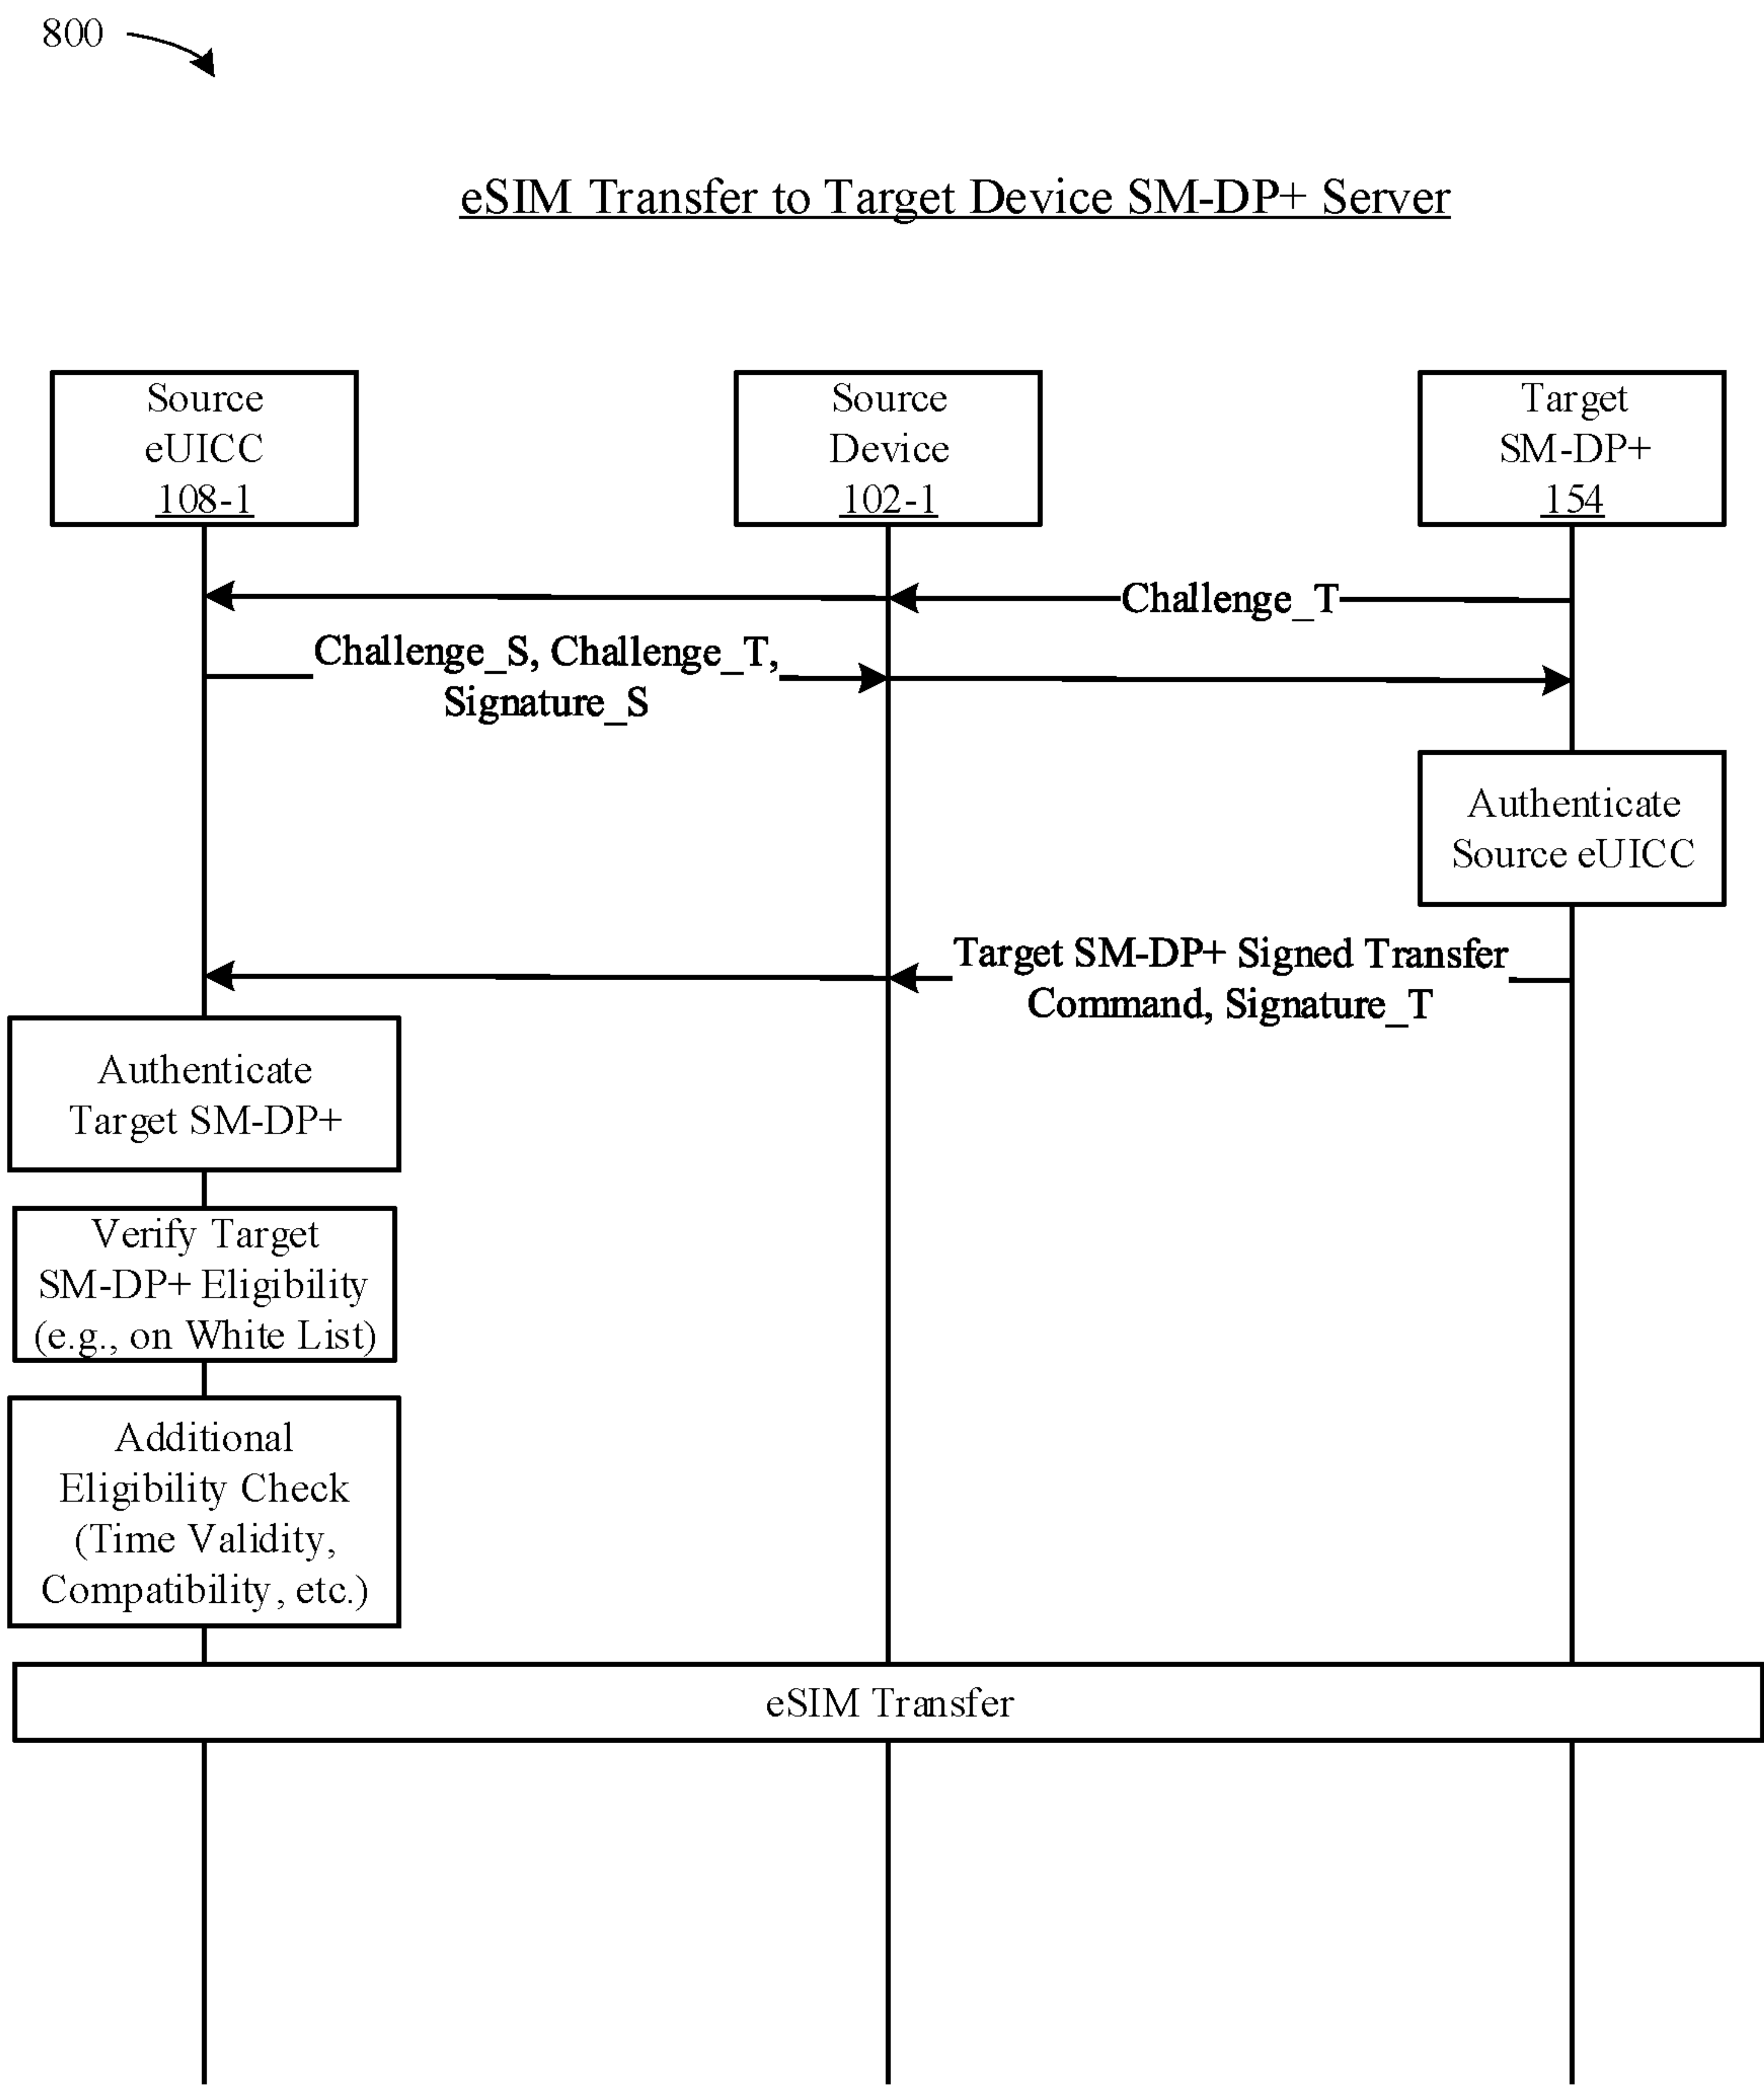 800
eSIM Transfer to Target Device SM-DP+ Server
Source
eUICC
108-1
Source
Device
102-1
Target
SM-DP+
154
Challenge_T
Challenge_S, Challenge_T,
Signature_S
Authenticate
Source eUICC
Target SM-DP+ Signed Transfer
Command, Signature_T
Authenticate
Target SM-DP+
Verify Target
SM-DP+ Eligibility
(e.g., on White List)
Additional
Eligibility Check
(Time Validity,
Compatibility, etc.)
eSIM Transfer